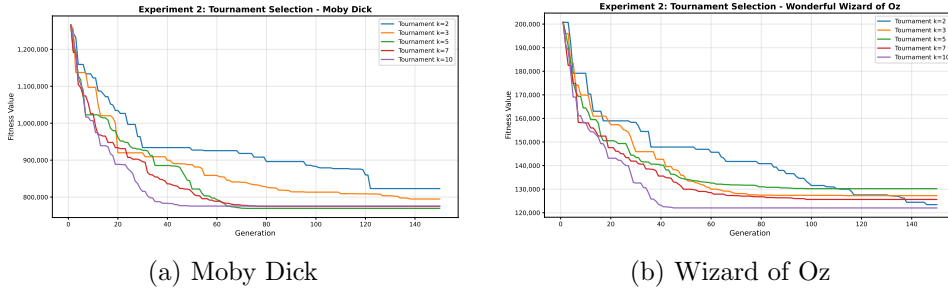 Experiment 2: Tournament Selection - Moby Dick
Tournament k=2
Tournament k=3
Tournament k=5
Tournament k=7
Tournament k=10
1,200,000
1,100,000
1,000,000
900,000
800,000
Fitness Value
0 20 40 60 80 100 120 140
Generation
(a) Moby Dick
Experiment 2: Tournament Selection - Wonderful Wizard of Oz
Tournament k=2
Tournament k=3
Tournament k=5
Tournament k=7
Tournament k=10
200,000
190,000
180,000
170,000
160,000
150,000
140,000
130,000
120,000
Fitness Value
0 20 40 60 80 100 120 140
Generation
(b) Wizard of Oz